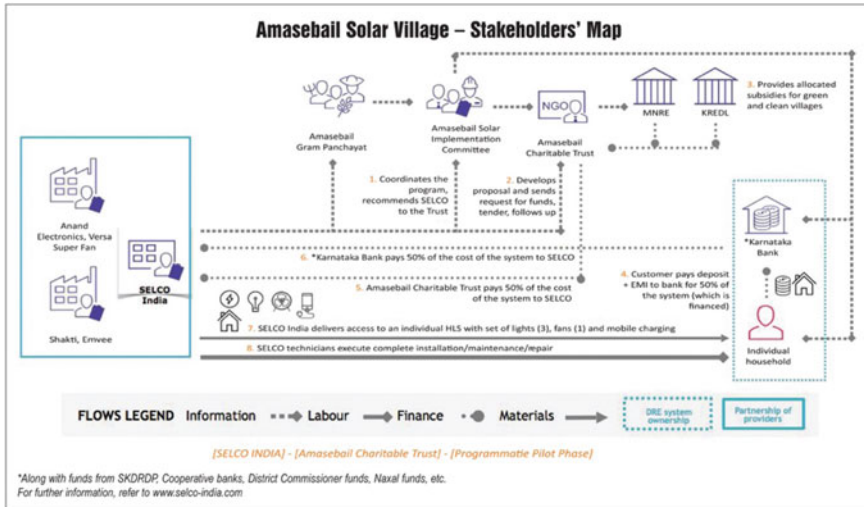 Amasebail Solar Village – Stakeholders' Map
3. Provides allocated
subsidies for green
and clean villages
NGO
MNRE
KREDL
Amasebail
Gram Panchayat
Amasebail Solar
Implementation
Committee
Amasebail
Charitable Trust
1. Coordinates the
program,
recommends SELCO
to the Trust
2. Develops
proposal and sends
request for funds,
tender, follows up
Anand
Electronics, Versa
Super Fan
SELCO
India
Shakti, Emvee
*Karnataka
Bank
6. *Karnataka Bank pays 50% of the cost of the system to SELCO
4. Customer pays deposit
+ EMI to bank for 50% of
the system (which is
financed)
5. Amasebail Charitable Trust pays 50% of the cost
of the system to SELCO
7. SELCO India delivers access to an individual HLS with set of lights (3), fans (1) and mobile charging
8. SELCO technicians execute complete installation/maintenance/repair
Individual
household
FLOWS LEGEND Information Labour Finance Materials
DRE system
ownership
Partnership of
providers
[SELCO INDIA] - [Amasebail Charitable Trust] - [Programmatie Pilot Phase]
*Along with funds from SKDRDP, Cooperative banks, District Commissioner funds, Naxal funds, etc.
For further information, refer to www.selco-india.com